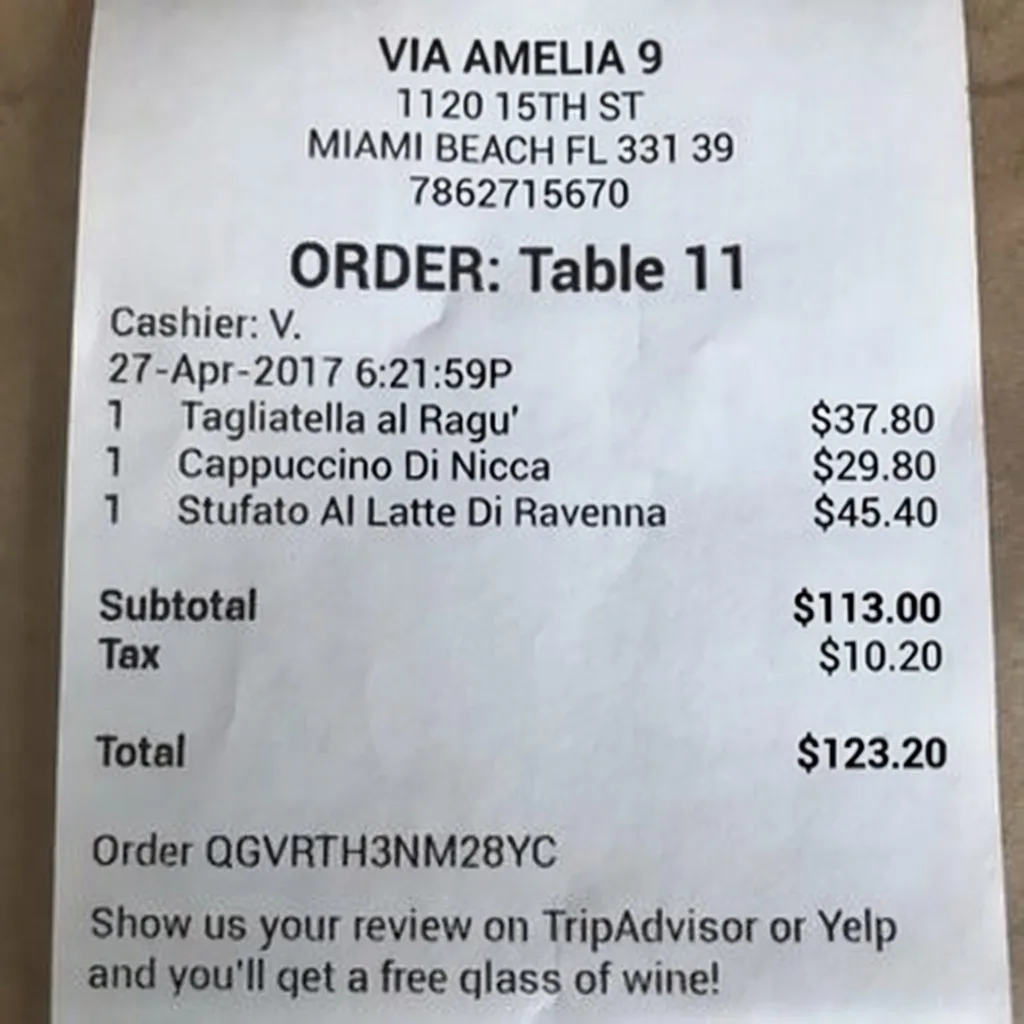 VIA AMELIA 9
1120 15TH ST
MIAMI BEACH FL 331 39
7862715670
ORDER: Table 11
Cashier: V.
27-Apr-2017 6:21:59P
1 Tagliatella al Ragu' $37.80
1 Cappuccino Di Nicca $29.80
1 Stufato Al Latte Di Ravenna $45.40
Subtotal $113.00
Tax $10.20
Total $123.20
Order QGVRTH3NM28YC
Show us your review on TripAdvisor or Yelp
and you'll get a free glass of wine!